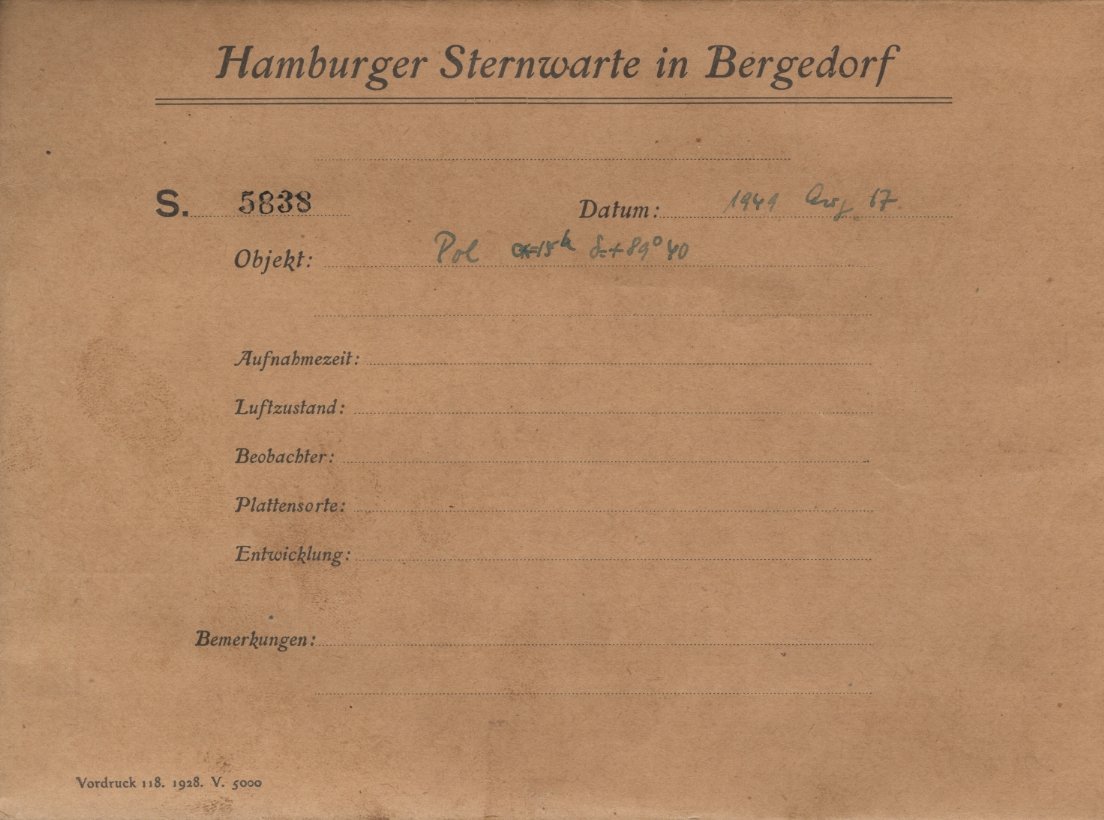 Hamburger Sternwarte in Bergedorf
S. 5838 Datum: 1941 Aug 17.
Objekt: Pol α=15h δ=+89° 40
Aufnahmezeit:
Luftzustand:
Beobachter:
Plattensorte:
Entwicklung:
Bemerkungen:
Vordruck 118. 1928. V. 5000